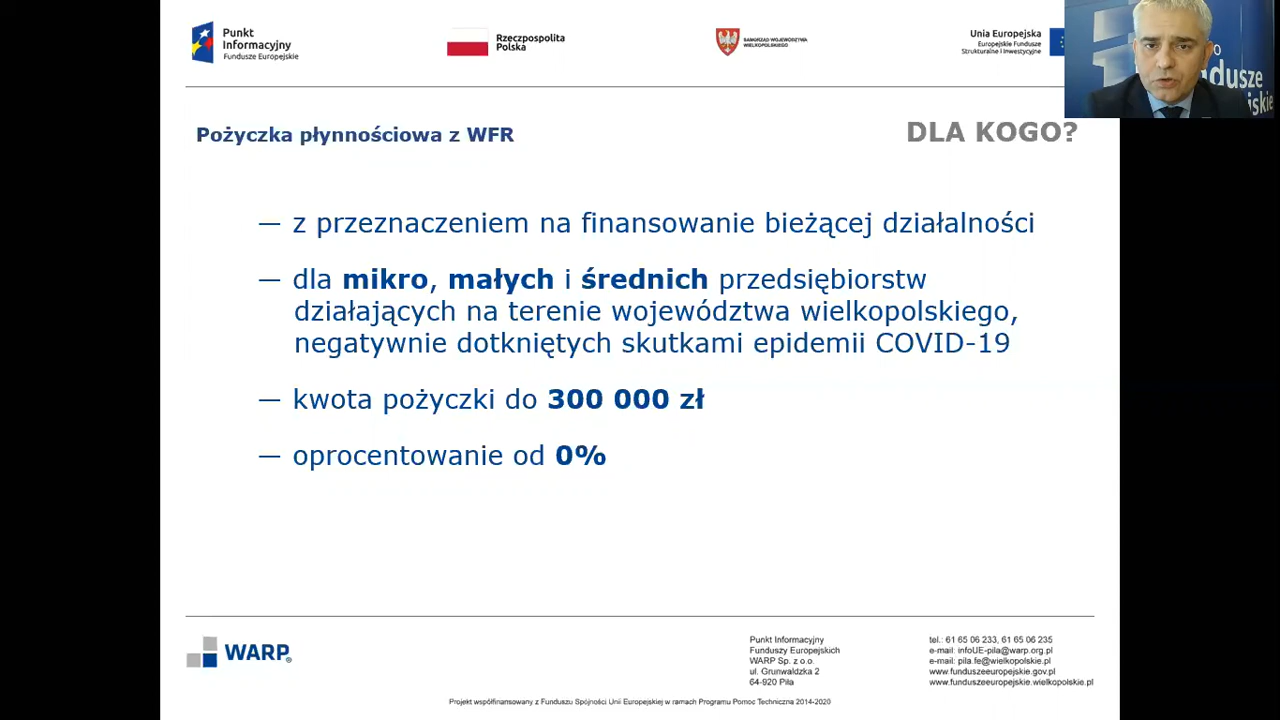 Punkt
Informacyjny
Fundusze Europejskie
Rzeczpospolita
Polska
SAMORZĄD WOJEWÓDZTWA
WIELKOPOLSKIEGO
Unia Europejska
Europejskie Fundusze
Strukturalne i Inwestycyjne
Pożyczka płynnościowa z WFR
DLA KOGO?
— z przeznaczeniem na finansowanie bieżącej działalności
— dla mikro, małych i średnich przedsiębiorstw
działających na terenie województwa wielkopolskiego,
negatywnie dotkniętych skutkami epidemii COVID-19
— kwota pożyczki do 300 000 zł
— oprocentowanie od 0%
WARP
Punkt Informacyjny
Funduszy Europejskich
WARP Sp. z o.o.
ul. Grunwaldzka 2
64-920 Piła
tel.: 61 65 06 233, 61 65 06 235
e-mail: infoUE-pila@warp.org.pl
e-mail: pila.fe@wielkopolskie.pl
www.funduszeeuropejskie.gov.pl
www.funduszeeuropejskie.wielkopolskie.pl
Projekt współfinansowany z Funduszu Spójności Unii Europejskiej w ramach Programu Pomoc Techniczna 2014-2020